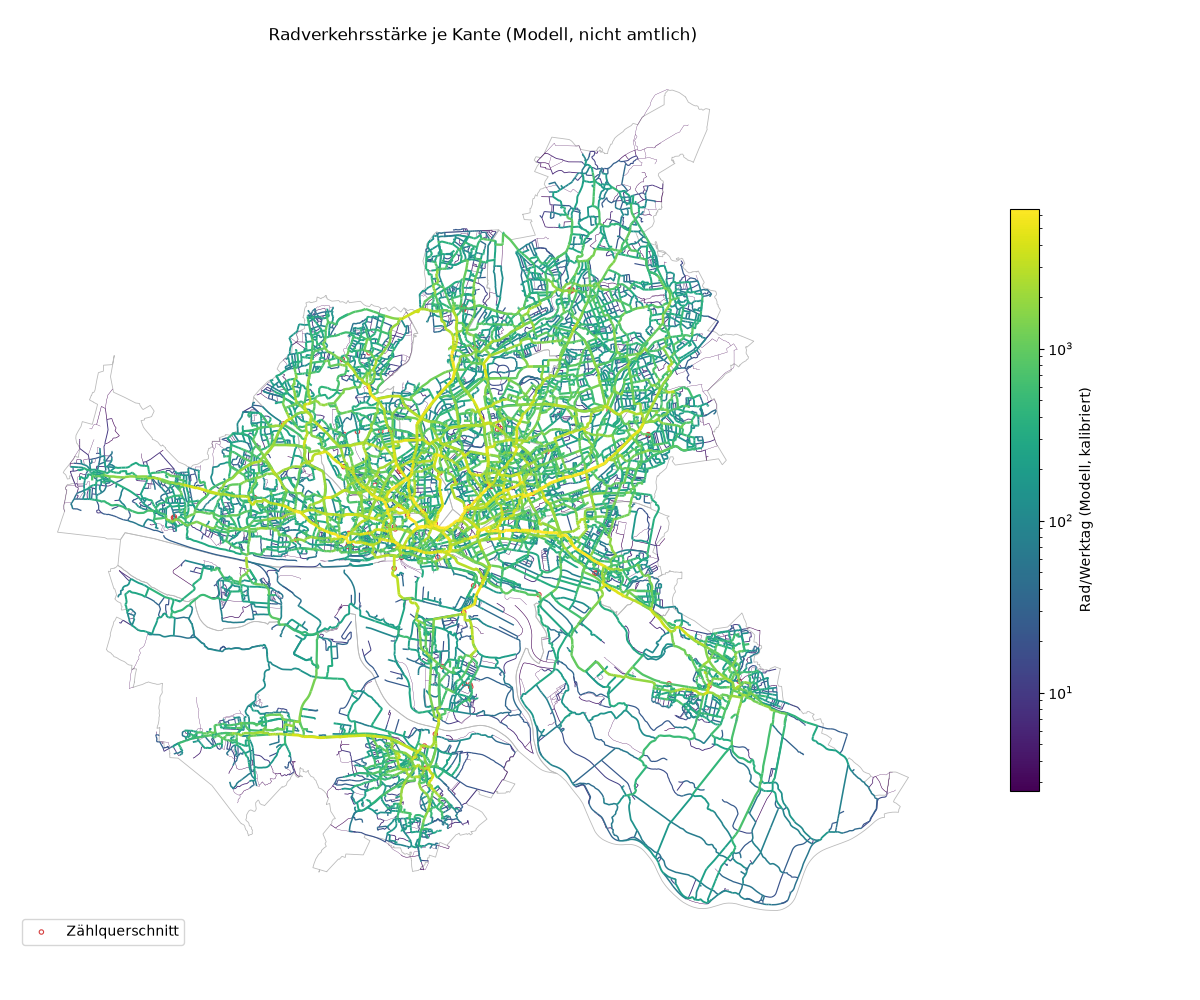 Radverkehrsstärke je Kante (Modell, nicht amtlich)
10³
10²
10¹
Rad/Werktag (Modell, kalibriert)
Zählquerschnitt